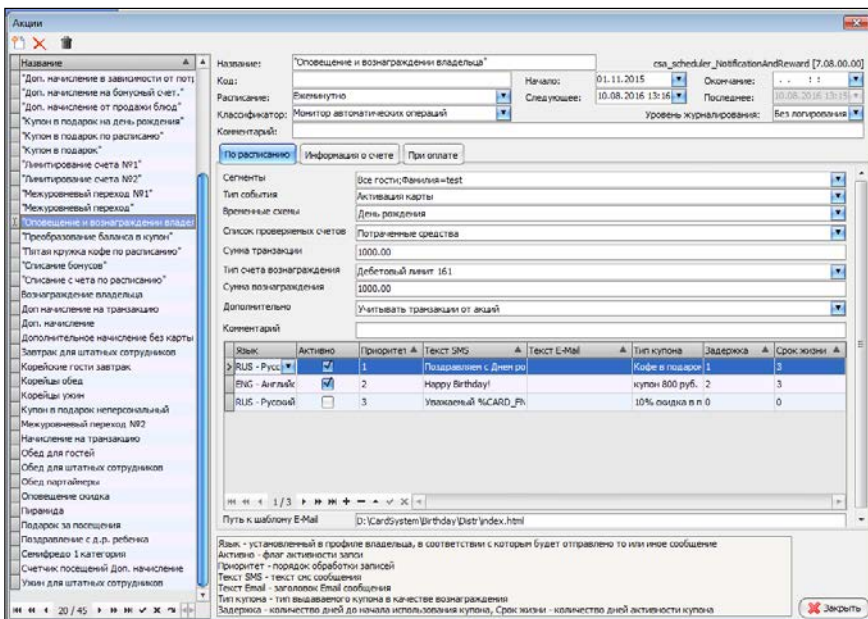 Акции
Название
"Доп. начисление в зависимости от потр
"Доп. начисление на бонусный счет."
"Доп. начисление от продажи блюд"
"Купон в подарок на день рождения"
"Купон в подарок по расписанию"
"Купон в подарок"
"Лимитирование счета №1"
"Лимитирование счета №2"
"Межуровневый переход №1"
"Межуровневый переход"
"Оповещение и вознаграждении владел
"Преобразование баланса в купон"
"Пятая кружка кофе по расписанию"
"Списание бонусов"
"Списание с чета по расписанию"
Вознаграждение владельца
Доп начисление на транзакцию
Доп. начисление
Дополнительное начисление без карты
Завтрак для штатных сотрудников
Корейские гости завтрак
Корейцы обед
Корейцы ужин
Купон в подарок неперсональный
Межуровневый переход №2
Начисление на транзакцию
Обед для гостей
Обед для штатных сотрудников
Обед партайнеры
Оповещение скидка
Пирамида
Подарок за посещения
Поздравление с д.р. ребенка
Семифредо 1 категория
Счетчик посещений Доп. начисление
Ужин для штатных сотрудников
20 / 45
Название: "Оповещение и вознаграждении владельца" csa_scheduler_NotificationAndReward [7.08.00.00]
Код: Начало: 01.11.2015 Окончание: . . : :
Расписание: Ежеминутно Следующее: 10.08.2016 13:16 Последнее: 10.08.2016 13:15
Классификатор: Монитор автоматических операций Уровень журналирования: Без логирования
Комментарий:
По расписанию Информация о счете При оплате
Сегменты Все гости;Фамилия=test
Тип события Активация карты
Временные схемы День рождения
Список проверяемых счетов Потраченные средства
Сумма транзакции 1000.00
Тип счета вознаграждения Дебетовый лимит 161
Сумма вознаграждения 1000.00
Дополнительно Учитывать транзакции от акций
Комментарий
Язык Активно Приоритет Текст SMS Текст E-Mail Тип купона Задержка Срок жизни
RUS - Русс 1 Поздравляем с Днем ро Кофе в подарок 1 3
ENG - Английс 2 Happy Birthday! купон 800 руб. 2 3
RUS - Русский 3 Уважаемый %CARD_FN 10% скидка в п 0 0
1 / 3
Путь к шаблону E-Mail D:\CardSystem\Birthday\Distr\index.html
Язык - установленный в профиле владельца, в соответствии с которым будет отправлено то или иное сообщение
Активно - флаг активности записи
Приоритет - порядок обработки записей
Текст SMS - текст смс сообщения
Текст Email - заголовок Email сообщения
Тип купона - тип выдаваемого купона в качестве вознаграждения
Задержка - количество дней до начала использования купона, Срок жизни - количество дней активности купона
Закрыть